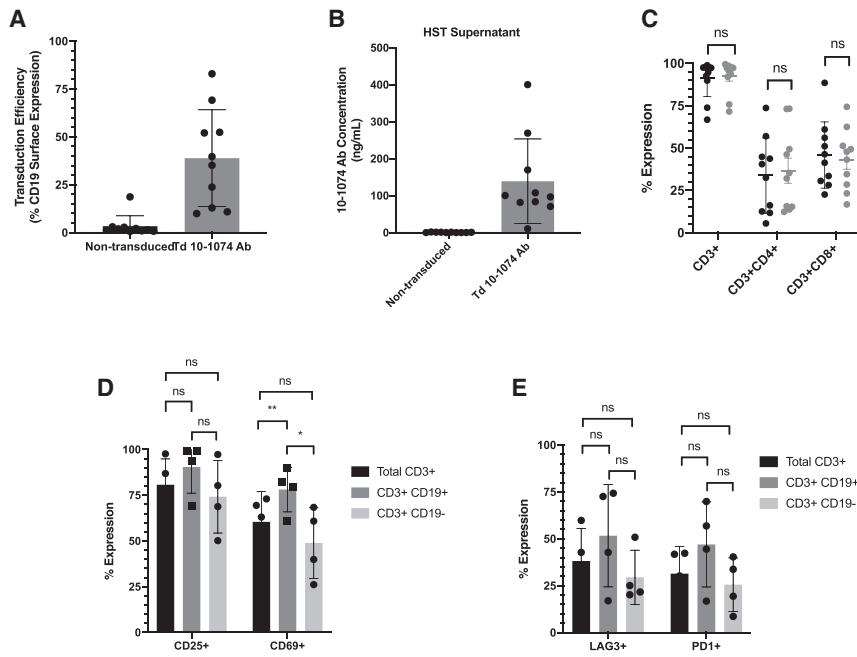 A
Transduction Efficiency
(% CD19 Surface Expression)
100
75
50
25
0
Non-transduced
Td 10-1074 Ab
B
HST Supernatant
10-1074 Ab Concentration
(ng/mL)
500
400
300
200
100
0
Non-transduced
Td 10-1074 Ab
C
ns
ns
ns
% Expression
100
75
50
25
0
CD3+
CD3+CD4+
CD3+CD8+
D
ns
ns
ns
ns
**
*
% Expression
100
75
50
25
0
CD25+
CD69+
Total CD3+
CD3+ CD19+
CD3+ CD19-
E
ns
ns
ns
ns
ns
ns
% Expression
100
75
50
25
0
LAG3+
PD1+
Total CD3+
CD3+ CD19+
CD3+ CD19-